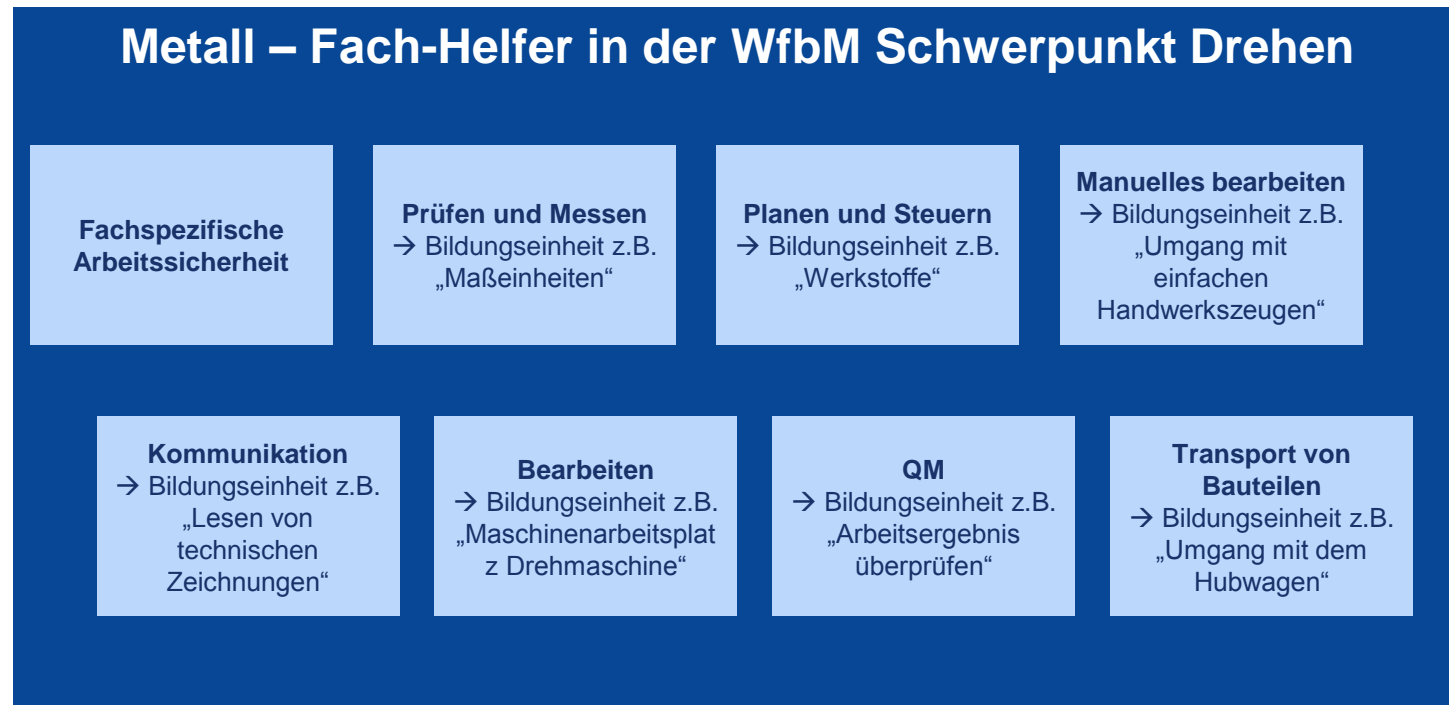 Metall – Fach-Helfer in der WfbM Schwerpunkt Drehen
Fachspezifische
Arbeitssicherheit
Prüfen und Messen
→ Bildungseinheit z.B.
„Maßeinheiten“
Planen und Steuern
→ Bildungseinheit z.B.
„Werkstoffe“
Manuelles bearbeiten
→ Bildungseinheit z.B.
„Umgang mit
einfachen
Handwerkszeugen“
Kommunikation
→ Bildungseinheit z.B.
„Lesen von
technischen
Zeichnungen“
Bearbeiten
→ Bildungseinheit z.B.
„Maschinenarbeitsplat
z Drehmaschine“
QM
→ Bildungseinheit z.B.
„Arbeitsergebnis
überprüfen“
Transport von
Bauteilen
→ Bildungseinheit z.B.
„Umgang mit dem
Hubwagen“